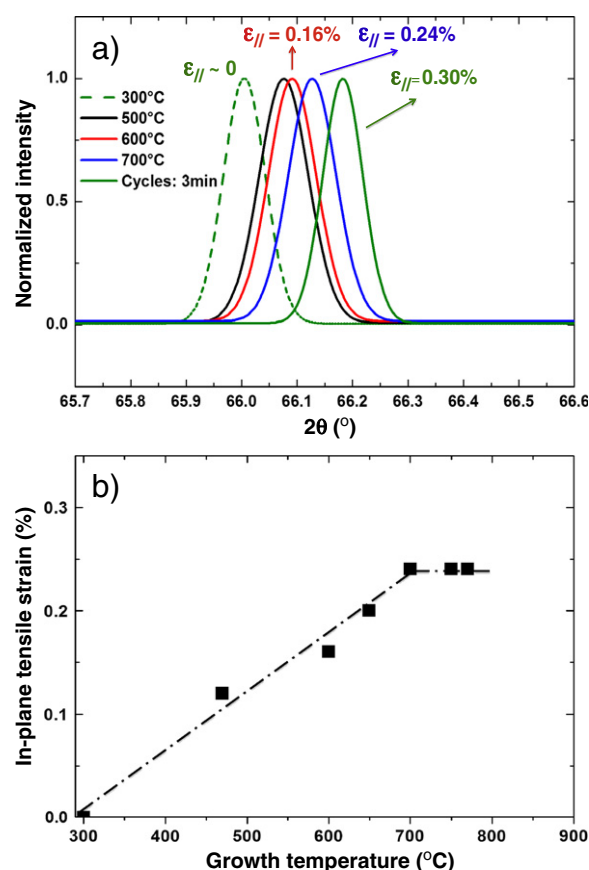 a)
ε// = 0.16%
ε// = 0.24%
ε// ~ 0
ε//= 0.30%
300°C
500°C
600°C
700°C
Cycles: 3min
Normalized intensity
1.0
0.5
0.0
65.7 65.8 65.9 66.0 66.1 66.2 66.3 66.4 66.5 66.6
2θ (°)
b)
In-plane tensile strain (%)
0.3
0.2
0.1
0.0
300 400 500 600 700 800 900
Growth temperature (°C)